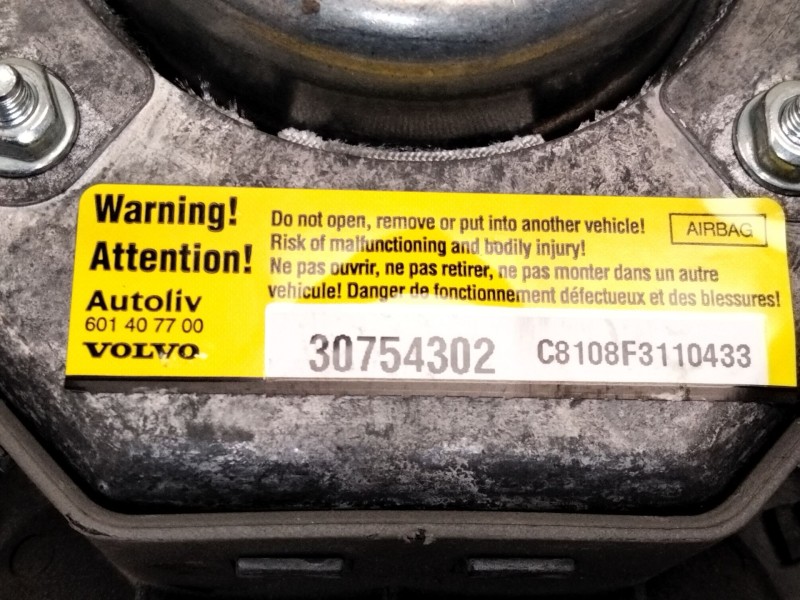 Warning!
Attention!
Autoliv
601 40 77 00
VOLVO
Do not open, remove or put into another vehicle!
Risk of malfunctioning and bodily injury!
Ne pas ouvrir, ne pas retirer, ne pas monter dans un autre
vehicule! Danger de fonctionnement défectueux et des blessures!
AIRBAG
30754302 C8108F3110433